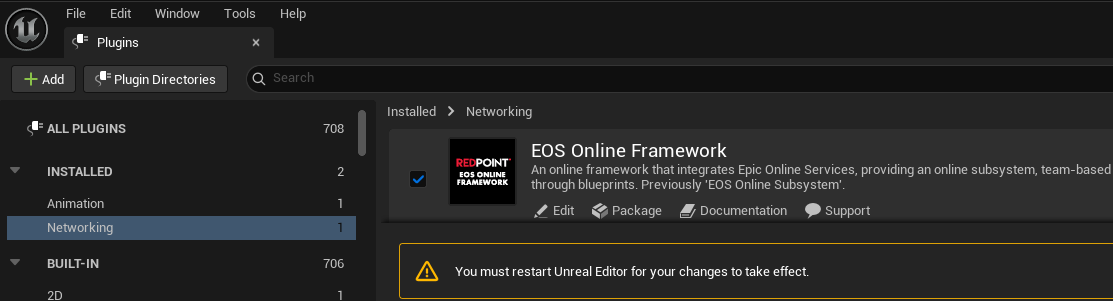 File Edit Window Tools Help
Plugins
Add Plugin Directories Search
Installed > Networking
ALL PLUGINS 708
INSTALLED 2
Animation 1
Networking 1
BUILT-IN 706
2D 1
REDPOINT
EOS ONLINE
FRAMEWORK
EOS Online Framework
An online framework that integrates Epic Online Services, providing an online subsystem, team-based
through blueprints. Previously 'EOS Online Subsystem'.
Edit Package Documentation Support
You must restart Unreal Editor for your changes to take effect.